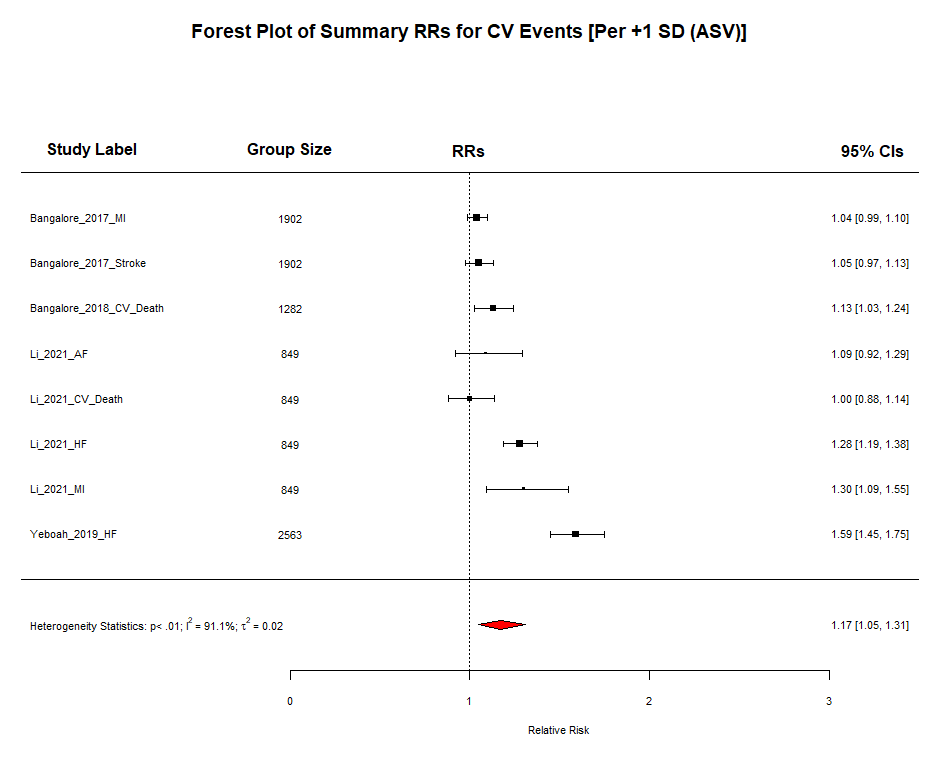 Forest Plot of Summary RRs for CV Events [Per +1 SD (ASV)]
Study Label Group Size RRs 95% CIs
Bangalore_2017_MI 1902 1.04 [0.99, 1.10]
Bangalore_2017_Stroke 1902 1.05 [0.97, 1.13]
Bangalore_2018_CV_Death 1282 1.13 [1.03, 1.24]
Li_2021_AF 849 1.09 [0.92, 1.29]
Li_2021_CV_Death 849 1.00 [0.88, 1.14]
Li_2021_HF 849 1.28 [1.19, 1.38]
Li_2021_MI 849 1.30 [1.09, 1.55]
Yeboah_2019_HF 2563 1.59 [1.45, 1.75]
Heterogeneity Statistics: p< .01; I² = 91.1%; τ² = 0.02 1.17 [1.05, 1.31]
0 1 2 3
Relative Risk